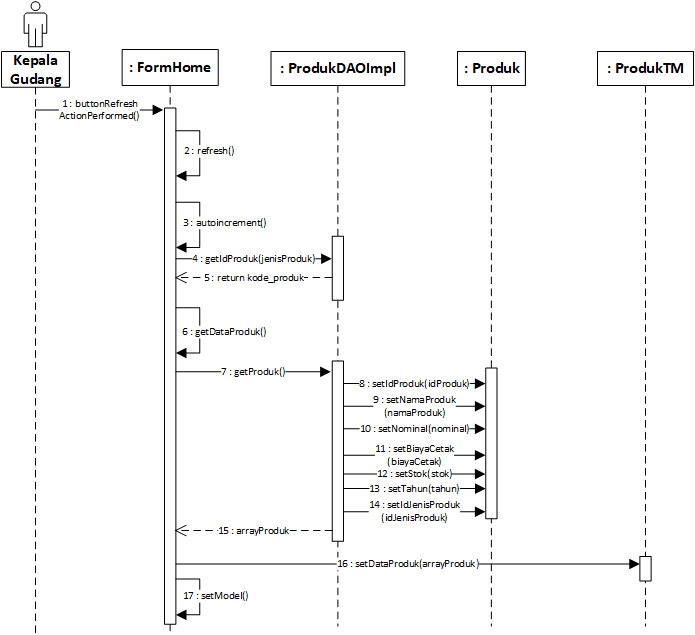 Kepala
Gudang
: FormHome
: ProdukDAOImpl
: Produk
: ProdukTM
1 : buttonRefresh
ActionPerformed()
2 : refresh()
3 : autoincrement()
4 : getIdProduk(jenisProduk)
5 : return kode_produk
6 : getDataProduk()
7 : getProduk()
8 : setIdProduk(idProduk)
9 : setNamaProduk
(namaProduk)
10 : setNominal(nominal)
11 : setBiayaCetak
(biayaCetak)
12 : setStok(stok)
13 : setTahun(tahun)
14 : setIdJenisProduk
(idJenisProduk)
15 : arrayProduk
16 : setDataProduk(arrayProduk)
17 : setModel()